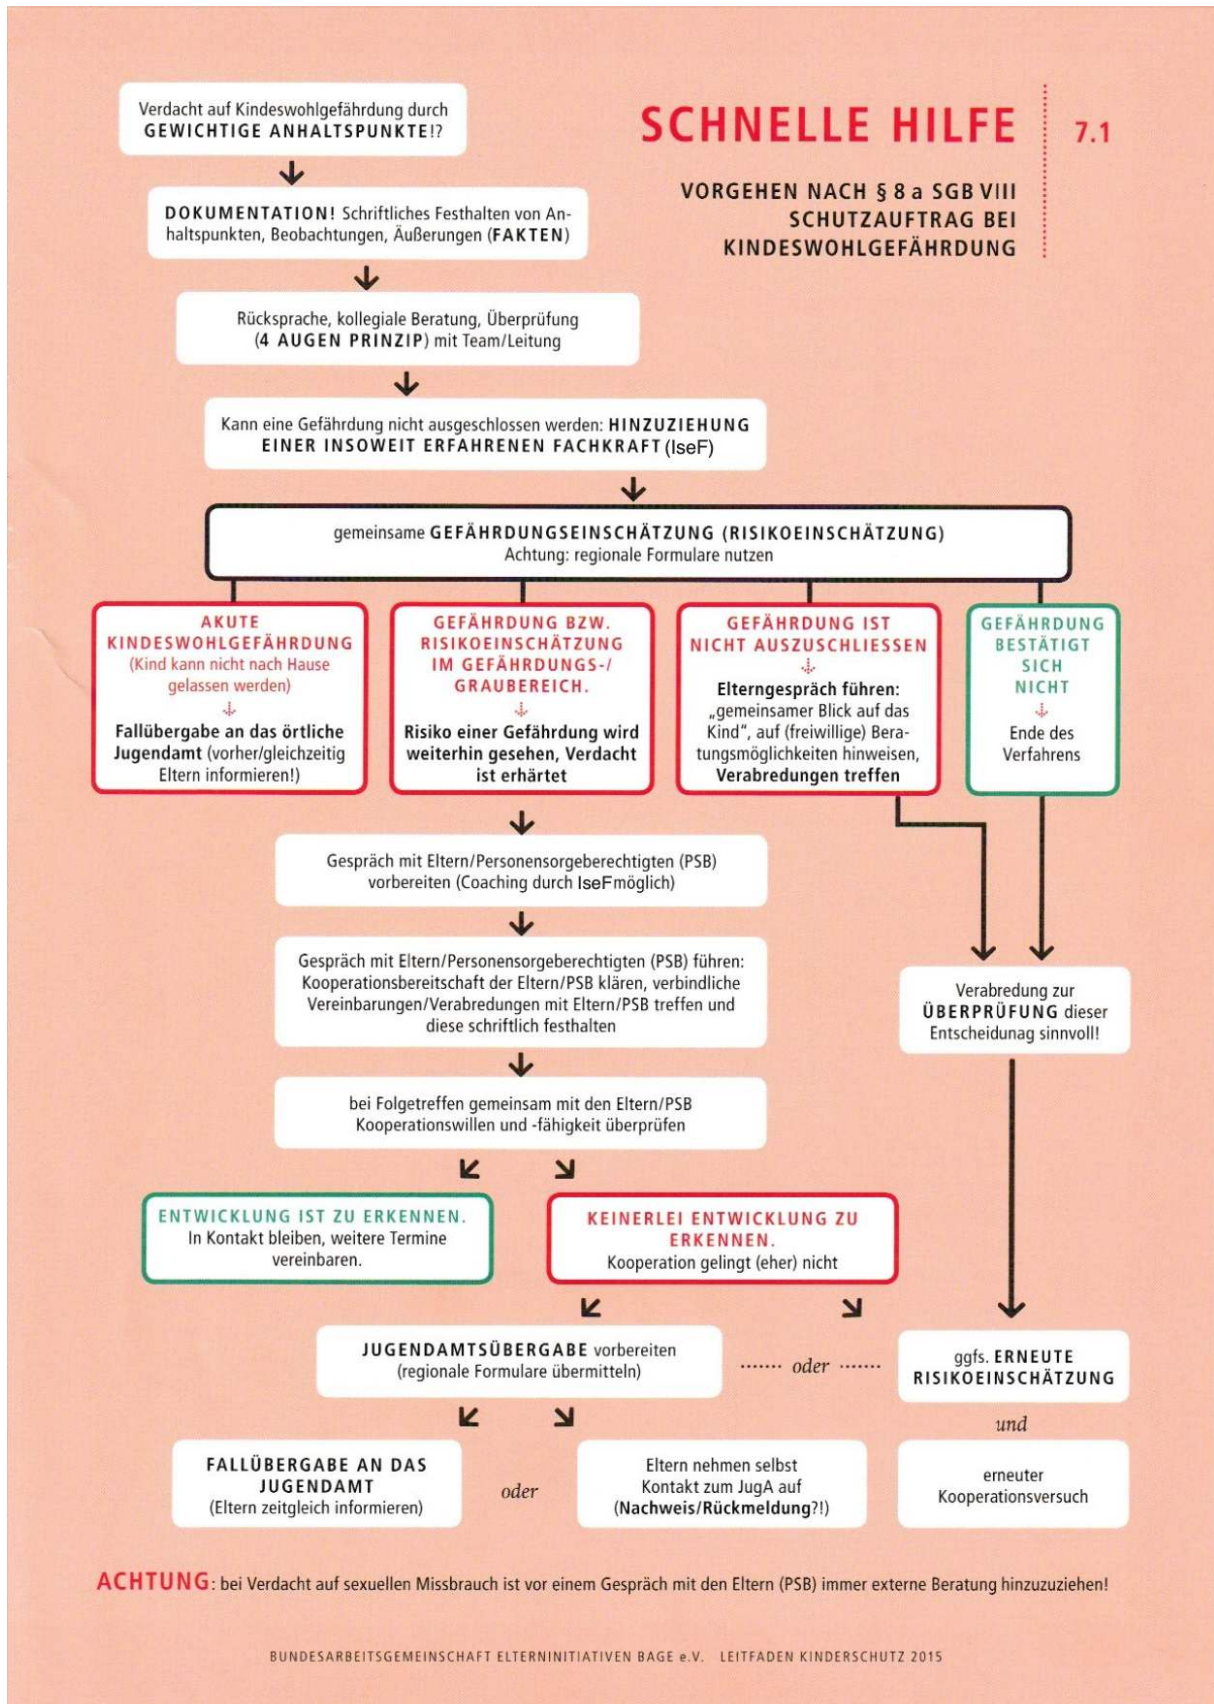 Verdacht auf Kindeswohlgefährdung durch
GEWICHTIGE ANHALTSPUNKTE!?
SCHNELLE HILFE
7.1
VORGEHEN NACH § 8 a SGB VIII
SCHUTZAUFTRAG BEI
KINDESWOHLGEFÄHRDUNG
DOKUMENTATION! Schriftliches Festhalten von An-
haltspunkten, Beobachtungen, Äußerungen (FAKTEN)
Rücksprache, kollegiale Beratung, Überprüfung
(4 AUGEN PRINZIP) mit Team/Leitung
Kann eine Gefährdung nicht ausgeschlossen werden: HINZUZIEHUNG
EINER INSOWEIT ERFAHRENEN FACHKRAFT (IseF)
gemeinsame GEFÄHRDUNGSEINSCHÄTZUNG (RISIKOEINSCHÄTZUNG)
Achtung: regionale Formulare nutzen
AKUTE
KINDESWOHLGEFÄHRDUNG
(Kind kann nicht nach Hause
gelassen werden)
Fallübergabe an das örtliche
Jugendamt (vorher/gleichzeitig
Eltern informieren!)
GEFÄHRDUNG BZW.
RISIKOEINSCHÄTZUNG
IM GEFÄHRDUNGS-/
GRAUBEREICH.
Risiko einer Gefährdung wird
weiterhin gesehen, Verdacht
ist erhärtet
GEFÄHRDUNG IST
NICHT AUSZUSCHLIESSEN
Elterngespräch führen:
„gemeinsamer Blick auf das
Kind“, auf (freiwillige) Bera-
tungsmöglichkeiten hinweisen,
Verabredungen treffen
GEFÄHRDUNG
BESTÄTIGT
SICH
NICHT
Ende des
Verfahrens
Gespräch mit Eltern/Personensorgeberechtigten (PSB)
vorbereiten (Coaching durch IseF möglich)
Gespräch mit Eltern/Personensorgeberechtigten (PSB) führen:
Kooperationsbereitschaft der Eltern/PSB klären, verbindliche
Vereinbarungen/Verabredungen mit Eltern/PSB treffen und
diese schriftlich festhalten
Verabredung zur
ÜBERPRÜFUNG dieser
Entscheidunag sinnvoll!
bei Folgetreffen gemeinsam mit den Eltern/PSB
Kooperationswillen und -fähigkeit überprüfen
ENTWICKLUNG IST ZU ERKENNEN.
In Kontakt bleiben, weitere Termine
vereinbaren.
KEINERLEI ENTWICKLUNG ZU
ERKENNEN.
Kooperation gelingt (eher) nicht
JUGENDAMTSÜBERGABE vorbereiten
(regionale Formulare übermitteln)
....... oder .......
ggfs. ERNEUTE
RISIKOEINSCHÄTZUNG
und
FALLÜBERGABE AN DAS
JUGENDAMT
(Eltern zeitgleich informieren)
oder
Eltern nehmen selbst
Kontakt zum JugA auf
(Nachweis/Rückmeldung?!)
erneuter
Kooperationsversuch
ACHTUNG: bei Verdacht auf sexuellen Missbrauch ist vor einem Gespräch mit den Eltern (PSB) immer externe Beratung hinzuzuziehen!
BUNDESARBEITSGEMEINSCHAFT ELTERNINITIATIVEN BAGE e.V. LEITFADEN KINDERSCHUTZ 2015